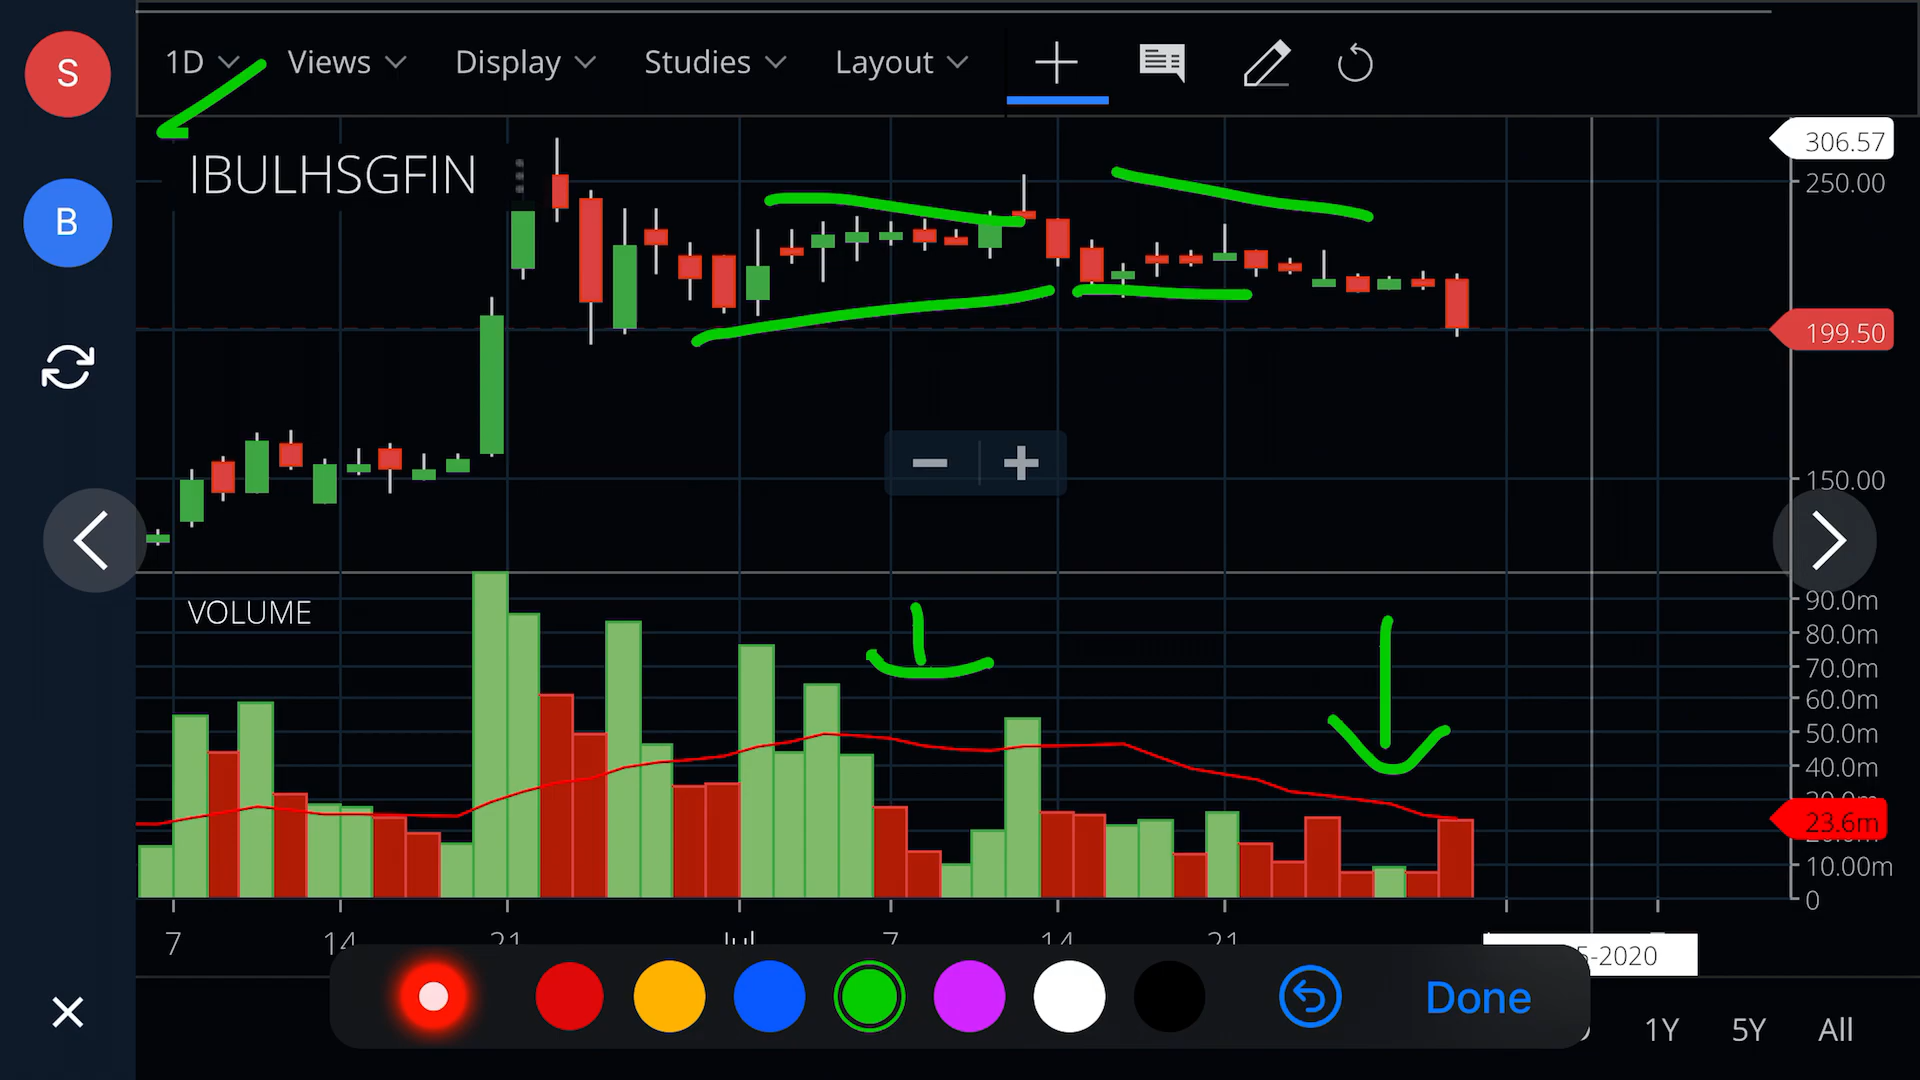 S
B
1D Views Display Studies Layout
IBULHSGFIN
306.57
250.00
199.50
150.00
VOLUME
90.0m
80.0m
70.0m
60.0m
50.0m
40.0m
23.6m
10.00m
0
7 14 21 Jul 7 14 21
5-2020
Done
1Y 5Y All